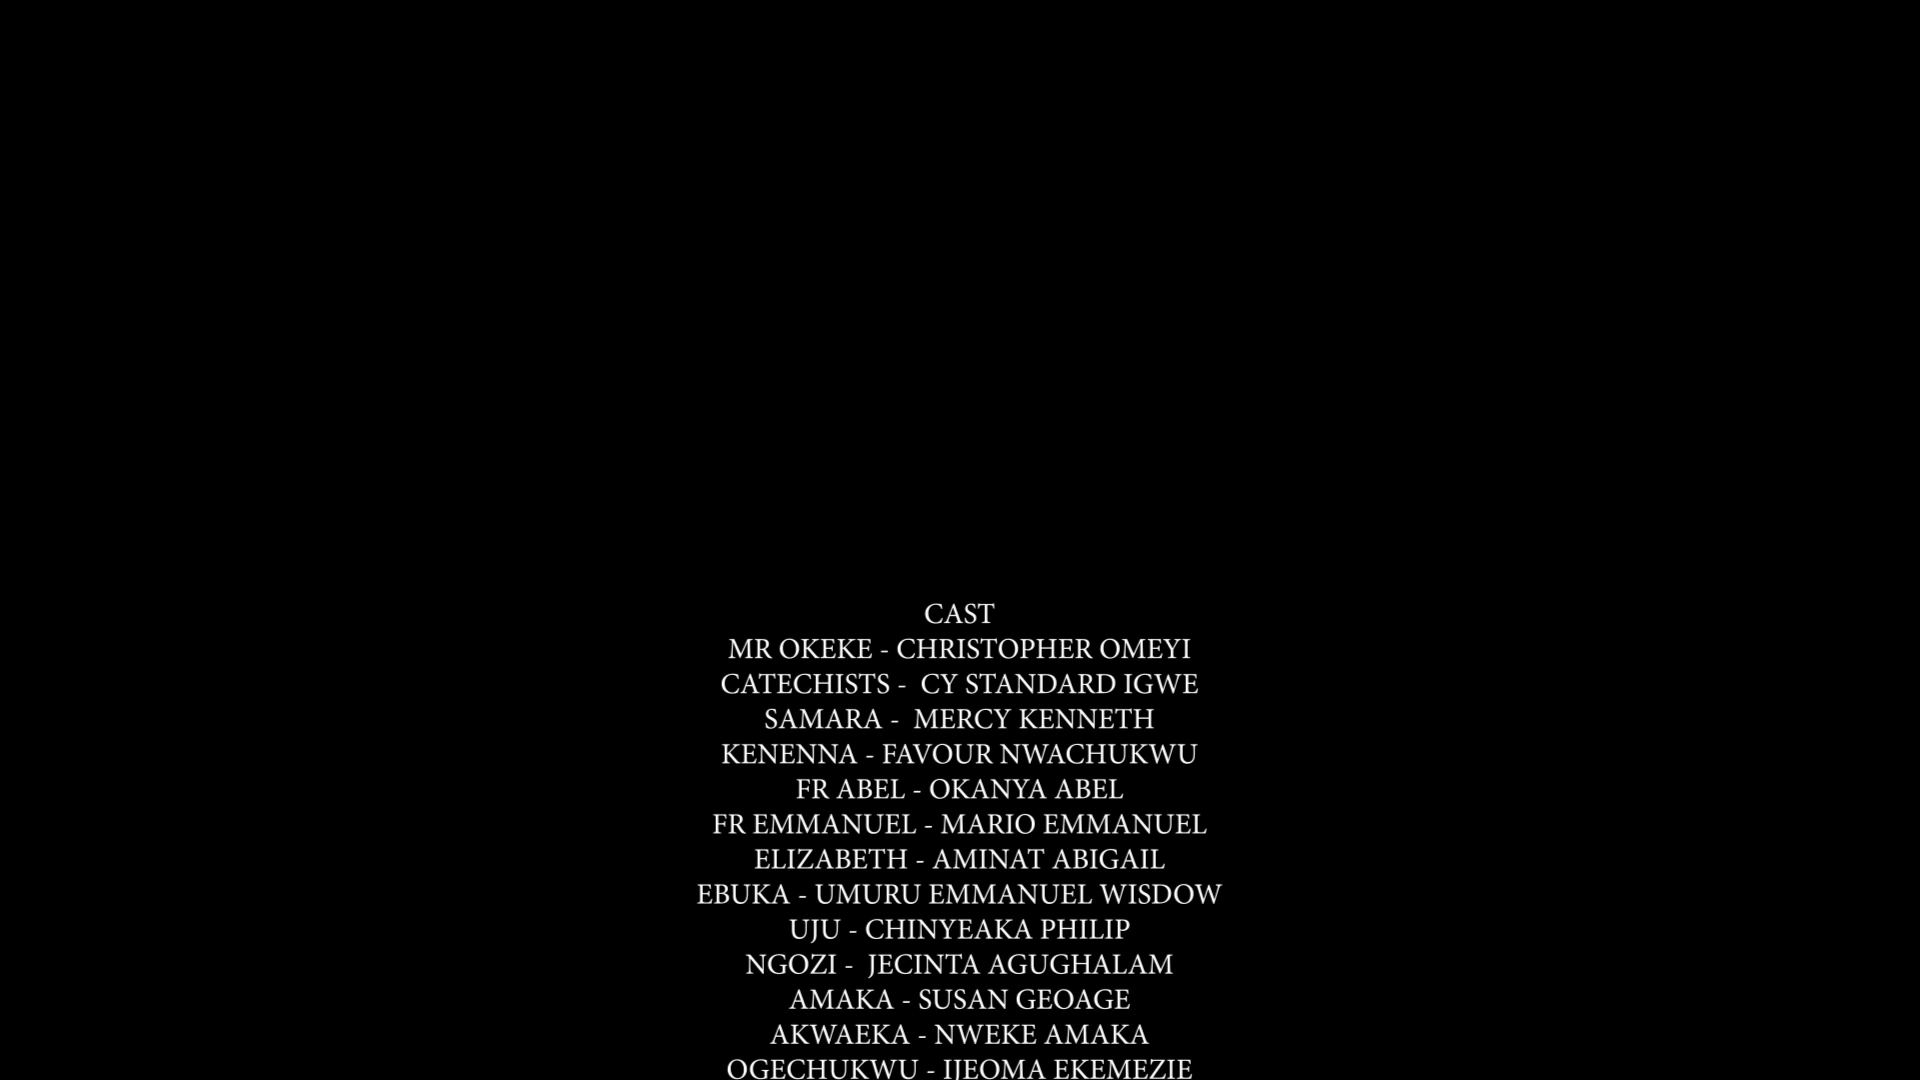 CAST
MR OKEKE - CHRISTOPHER OMEYI
CATECHISTS -  CY STANDARD IGWE
SAMARA -  MERCY KENNETH
KENENNA - FAVOUR NWACHUKWU
FR ABEL - OKANYA ABEL
FR EMMANUEL - MARIO EMMANUEL
ELIZABETH - AMINAT ABIGAIL
EBUKA - UMURU EMMANUEL WISDOW
UJU - CHINYEAKA PHILIP
NGOZI -  JECINTA AGUGHALAM
AMAKA - SUSAN GEOAGE
AKWAEKA - NWEKE AMAKA
OGECHUKWU - IJEOMA EKEMEZIE